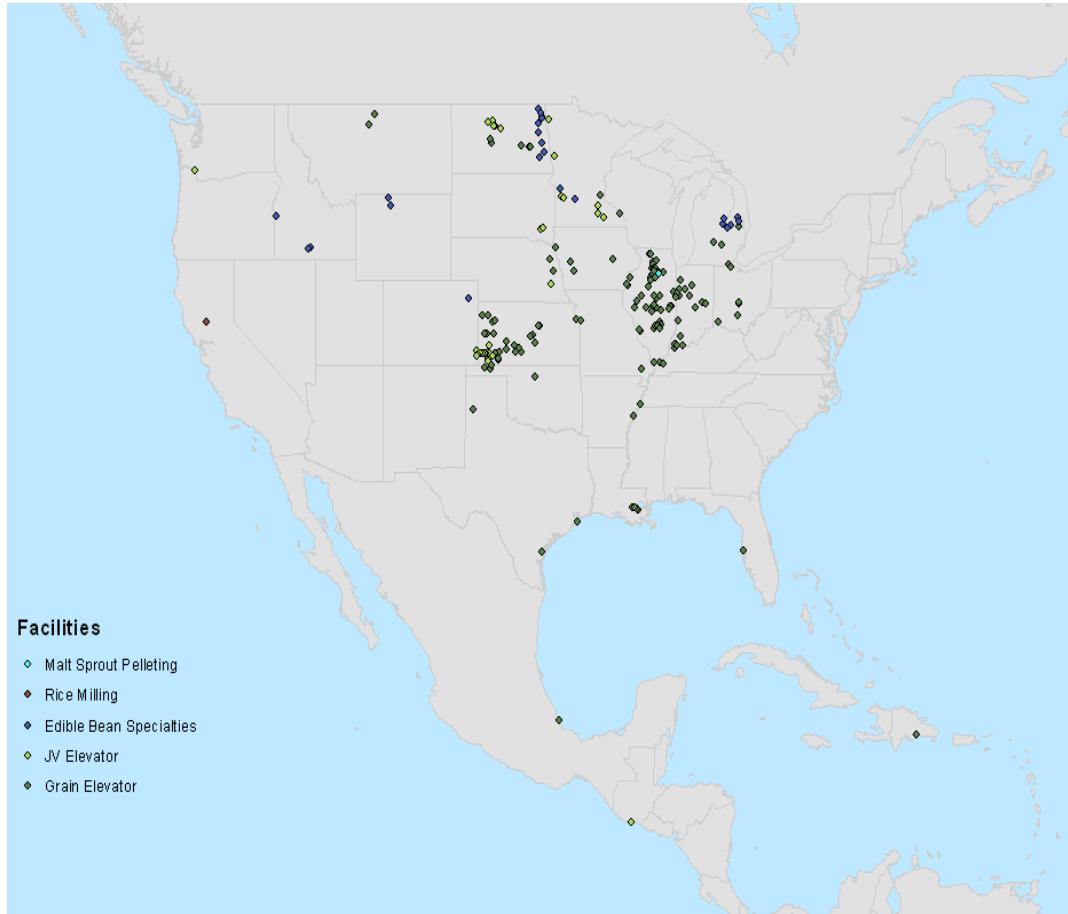 Facilities
Malt Sprout Pelleting
Rice Milling
Edible Bean Specialties
JV Elevator
Grain Elevator